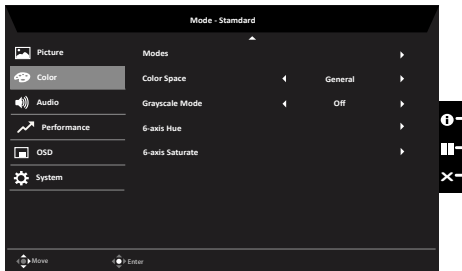 Mode - Stamdard
Picture
Modes
Color
Color Space General
Audio
Grayscale Mode Off
Performance
6-axis Hue
OSD
6-axis Saturate
System
Move Enter